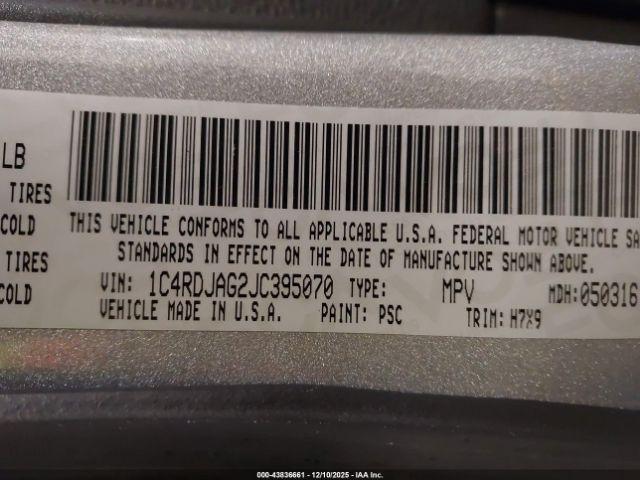 LB
TIRES
COLD
TIRES
COLD
THIS VEHICLE CONFORMS TO ALL APPLICABLE U.S.A. FEDERAL MOTOR VEHICLE SA
STANDARDS IN EFFECT ON THE DATE OF MANUFACTURE SHOWN ABOVE.
VIN: 1C4RDJAG2JC395070 TYPE: MPV MDH:050316
VEHICLE MADE IN U.S.A. PAINT: PSC TRIM: H7X9
000-43836661 - 12/10/2025 - IAA Inc.